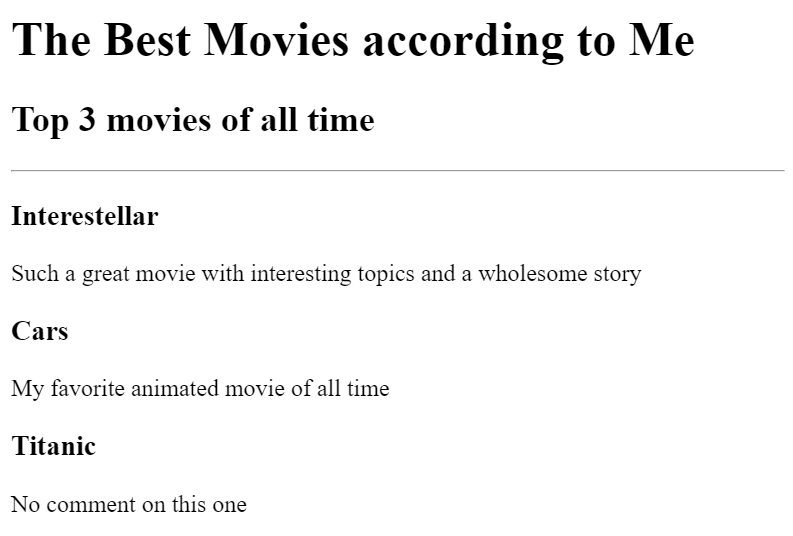 The Best Movies according to Me
Top 3 movies of all time
Interestellar
Such a great movie with interesting topics and a wholesome story
Cars
My favorite animated movie of all time
Titanic
No comment on this one